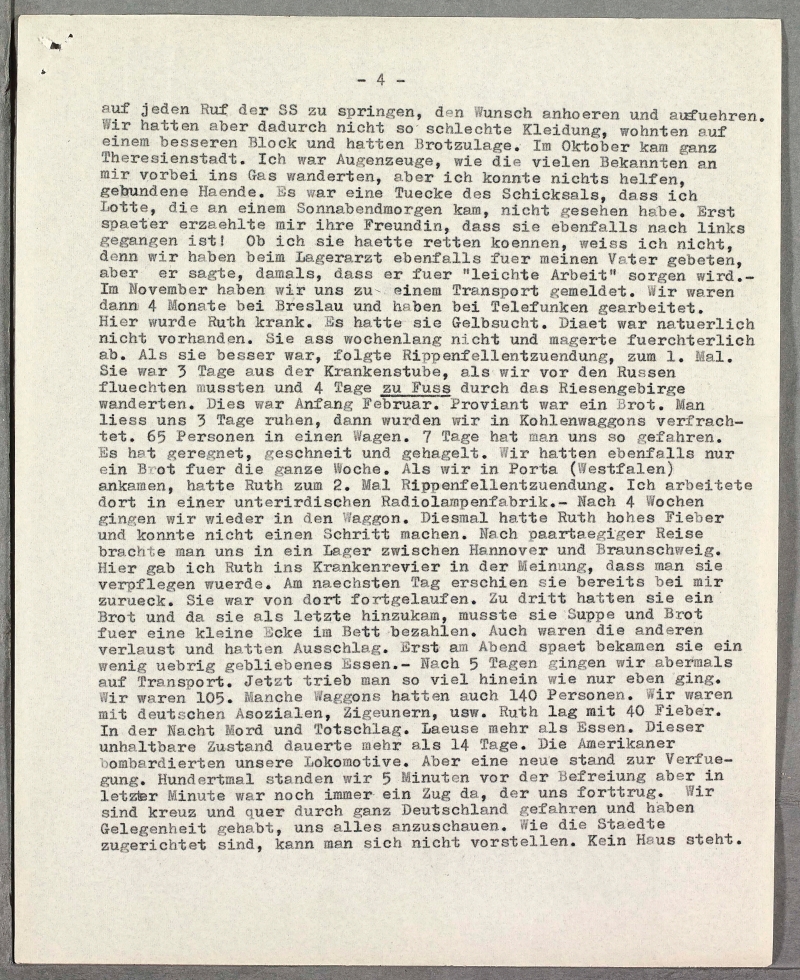 - 4 -
auf jeden Ruf der SS zu springen, den Wunsch anhoeren und aufuehren.
Wir hatten aber dadurch nicht so schlechte Kleidung, wohnten auf
einem besseren Block und hatten Brotzulage. Im Oktober kam ganz
Theresienstadt. Ich war Augenzeuge, wie die vielen Bekannten an
mir vorbei ins Gas wanderten, aber ich konnte nichts helfen,
gebundene Haende. Es war eine Tuecke des Schicksals, dass ich
Lotte, die an einem Sonnabendmorgen kam, nicht gesehen habe. Erst
spaeter erzaehlte mir ihre Freundin, dass sie ebenfalls nach links
gegangen ist! Ob ich sie haette retten koennen, weiss ich nicht,
denn wir haben beim Lagerarzt ebenfalls fuer meinen Vater gebeten,
aber er sagte, damals, dass er fuer "leichte Arbeit" sorgen wird.-
Im November haben wir uns zu einem Transport gemeldet. Wir waren
dann 4 Monate bei Breslau und haben bei Telefunken gearbeitet.
Hier wurde Ruth krank. Es hatte sie Gelbsucht. Diaet war natuerlich
nicht vorhanden. Sie ass wochenlang nicht und magerte fuerchterlich
ab. Als sie besser war, folgte Rippenfellentzuendung, zum 1. Mal.
Sie war 3 Tage aus der Krankenstube, als wir vor den Russen
fluechten mussten und 4 Tage zu Fuss durch das Riesengebirge
wanderten. Dies war Anfang Februar. Proviant war ein Brot. Man
liess uns 3 Tage ruhen, dann wurden wir in Kohlenwaggons verfrach-
tet. 65 Personen in einen Wagen. 7 Tage hat man uns so gefahren.
Es hat geregnet, geschneit und gehagelt. Wir hatten ebenfalls nur
ein Brot fuer die ganze Woche. Als wir in Porta (Westfalen)
ankamen, hatte Ruth zum 2. Mal Rippenfellentzuendung. Ich arbeitete
dort in einer unterirdischen Radiolampenfabrik.- Nach 4 Wochen
gingen wir wieder in den Waggon. Diesmal hatte Ruth hohes Fieber
und konnte nicht einen Schritt machen. Nach paartaegiger Reise
brachte man uns in ein Lager zwischen Hannover und Braunschweig.
Hier gab ich Ruth ins Krankenrevier in der Meinung, dass man sie
verpflegen wuerde. Am naechsten Tag erschien sie bereits bei mir
zurueck. Sie war von dort fortgelaufen. Zu dritt hatten sie ein
Brot und da sie als letzte hinzukam, musste sie Suppe und Brot
fuer eine kleine Ecke im Bett bezahlen. Auch waren die anderen
verlaust und hatten Ausschlag. Erst am Abend spaet bekamen sie ein
wenig uebrig gebliebenes Essen.- Nach 5 Tagen gingen wir abermals
auf Transport. Jetzt trieb man so viel hinein wie nur eben ging.
Wir waren 105. Manche Waggons hatten auch 140 Personen. Wir waren
mit deutschen Asozialen, Zigeunern, usw. Ruth lag mit 40 Fieber.
In der Nacht Mord und Totschlag. Laeuse mehr als Essen. Dieser
unhaltbare Zustand dauerte mehr als 14 Tage. Die Amerikaner
bombardierten unsere Lokomotive. Aber eine neue stand zur Verfue-
gung. Hundertmal standen wir 5 Minuten vor der Befreiung aber in
letzter Minute war noch immer ein Zug da, der uns forttrug. Wir
sind kreuz und quer durch ganz Deutschland gefahren und haben
Gelegenheit gehabt, uns alles anzuschauen. Wie die Staedte
zugerichtet sind, kann man sich nicht vorstellen. Kein Haus steht.